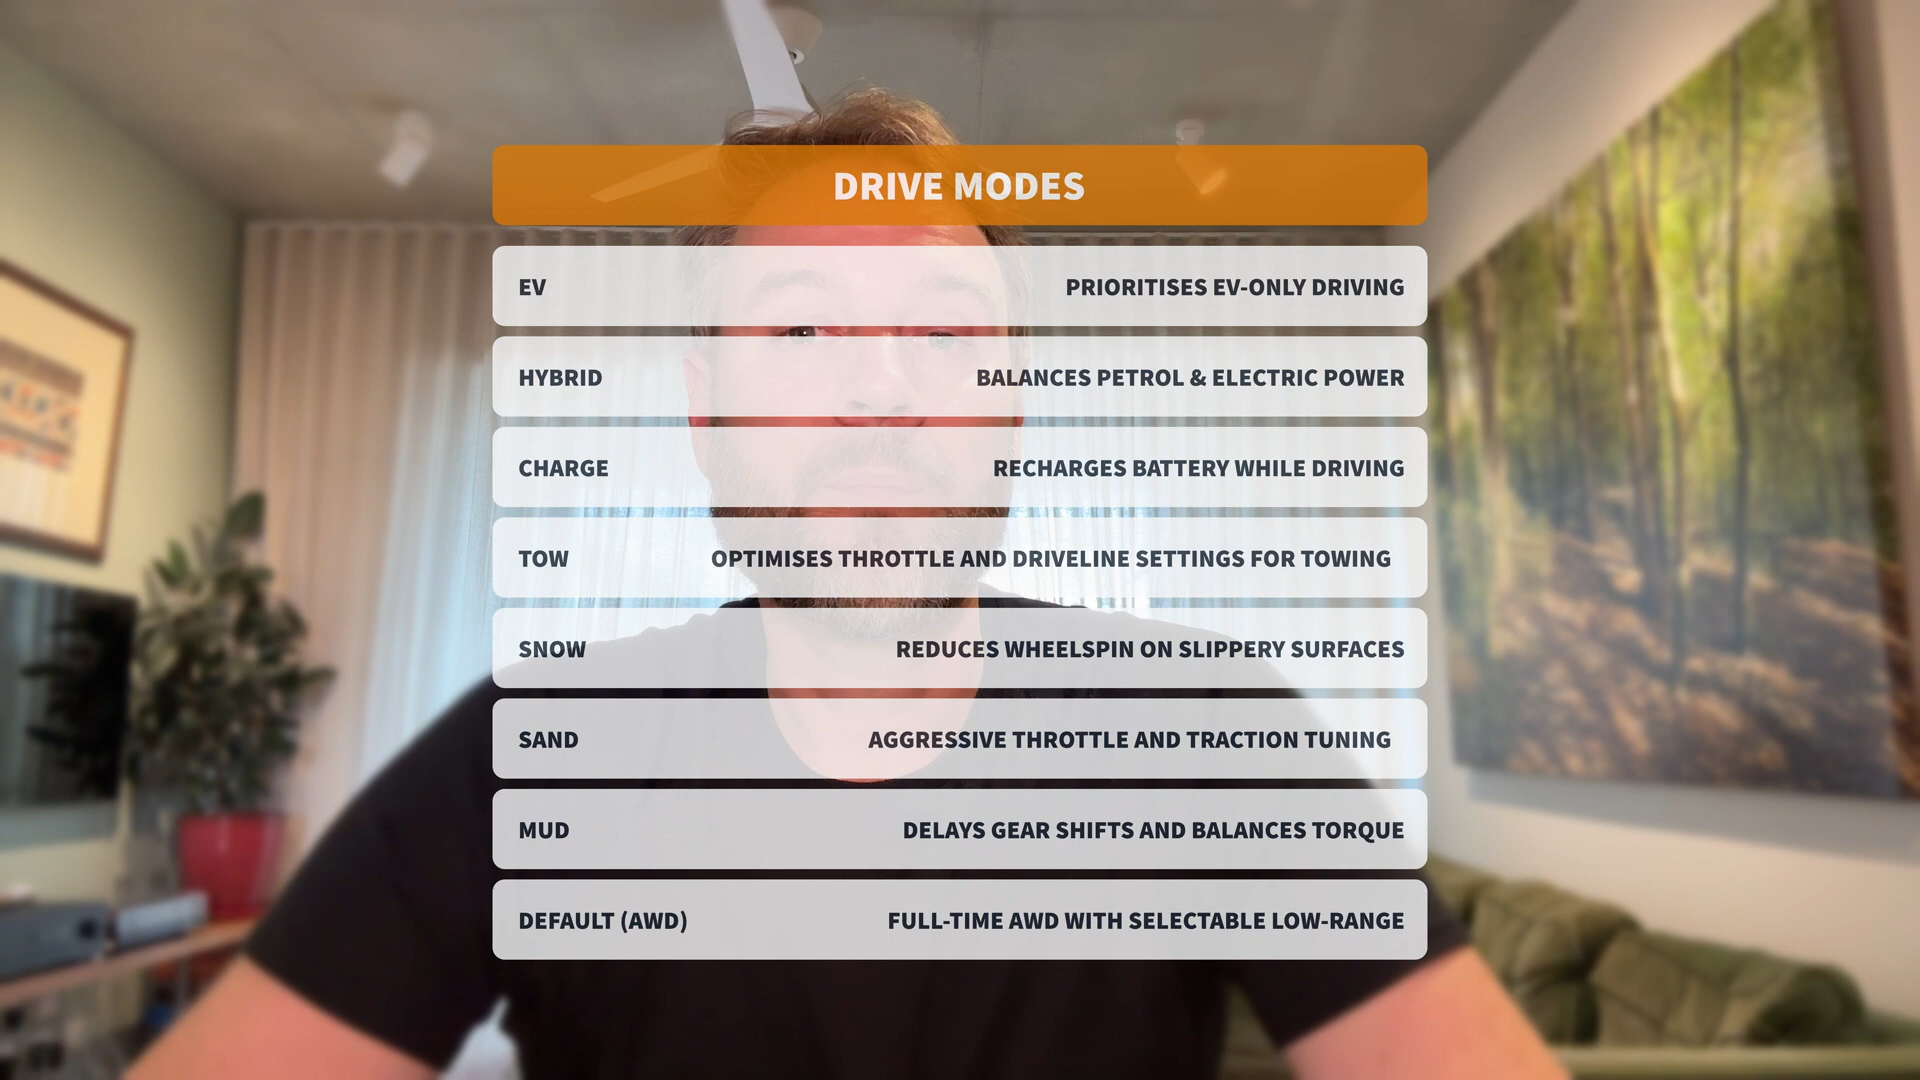 DRIVE MODES
EV PRIORITISES EV-ONLY DRIVING
HYBRID BALANCES PETROL & ELECTRIC POWER
CHARGE RECHARGES BATTERY WHILE DRIVING
TOW OPTIMISES THROTTLE AND DRIVELINE SETTINGS FOR TOWING
SNOW REDUCES WHEELSPIN ON SLIPPERY SURFACES
SAND AGGRESSIVE THROTTLE AND TRACTION TUNING
MUD DELAYS GEAR SHIFTS AND BALANCES TORQUE
DEFAULT (AWD) FULL-TIME AWD WITH SELECTABLE LOW-RANGE